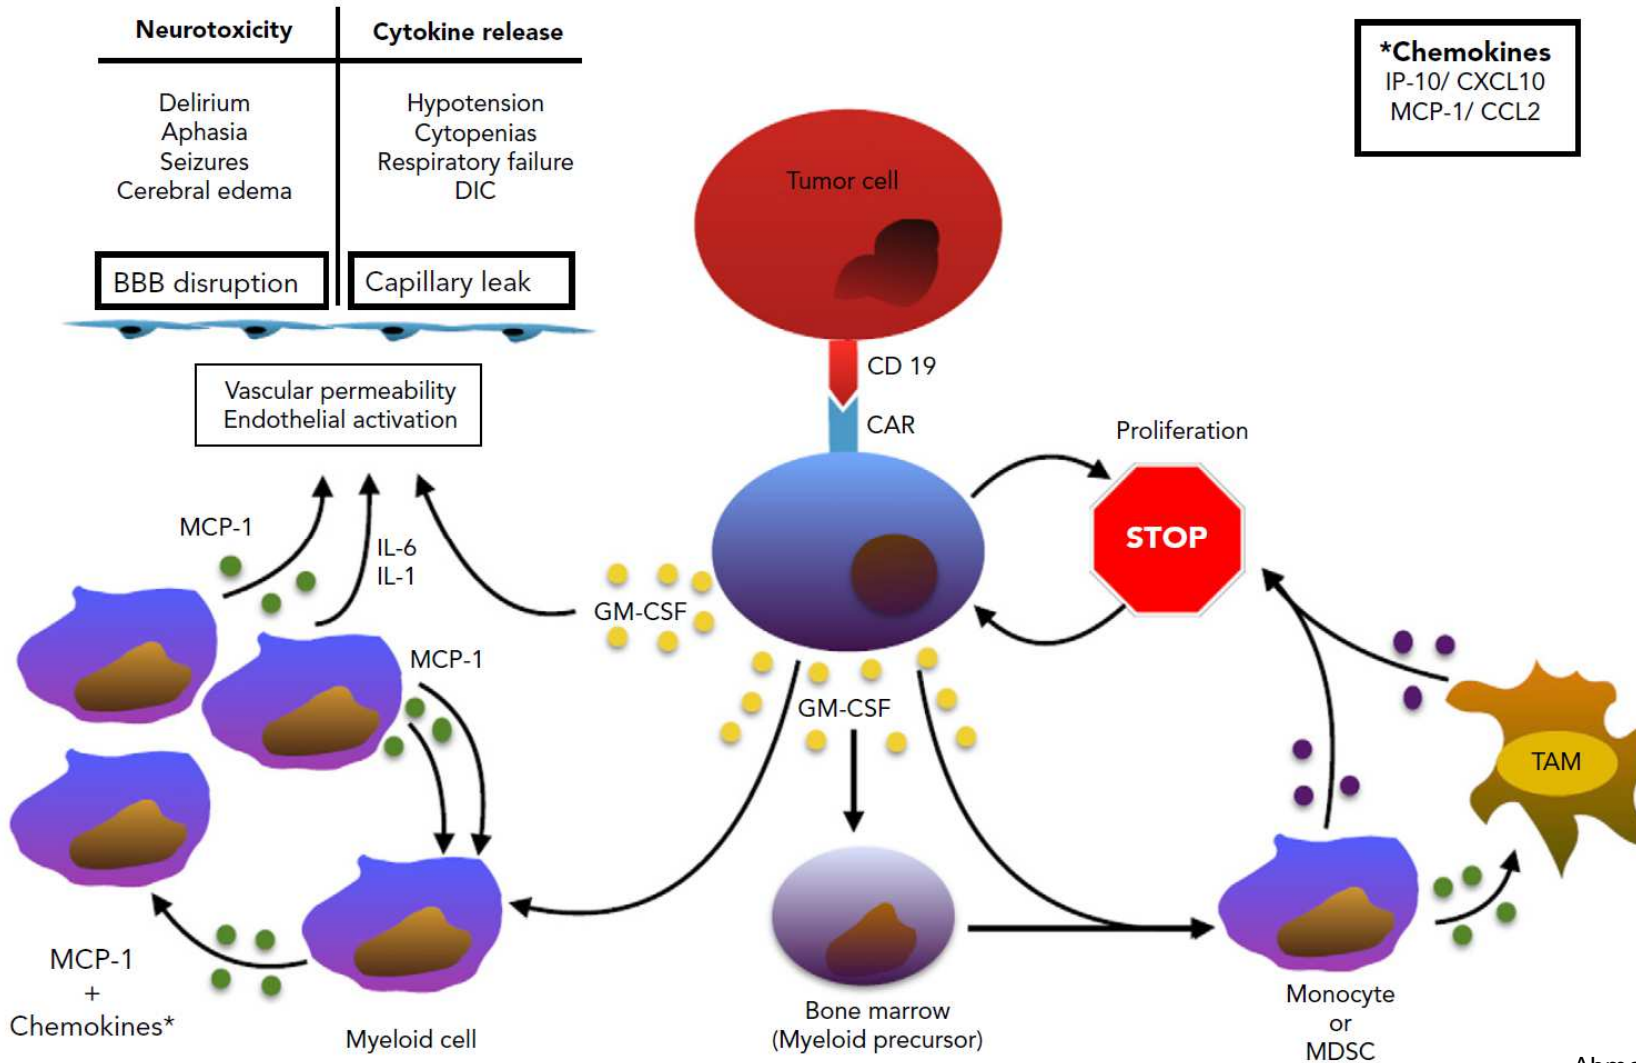 Neurotoxicity
Cytokine release
Delirium
Aphasia
Seizures
Cerebral edema
Hypotension
Cytopenias
Respiratory failure
DIC
BBB disruption
Capillary leak
*Chemokines
IP-10/ CXCL10
MCP-1/ CCL2
Tumor cell
CD 19
CAR
Vascular permeability
Endothelial activation
Proliferation
STOP
MCP-1
IL-6
IL-1
GM-CSF
MCP-1
GM-CSF
TAM
MCP-1
+
Chemokines*
Myeloid cell
Bone marrow
(Myeloid precursor)
Monocyte
or
MDSC